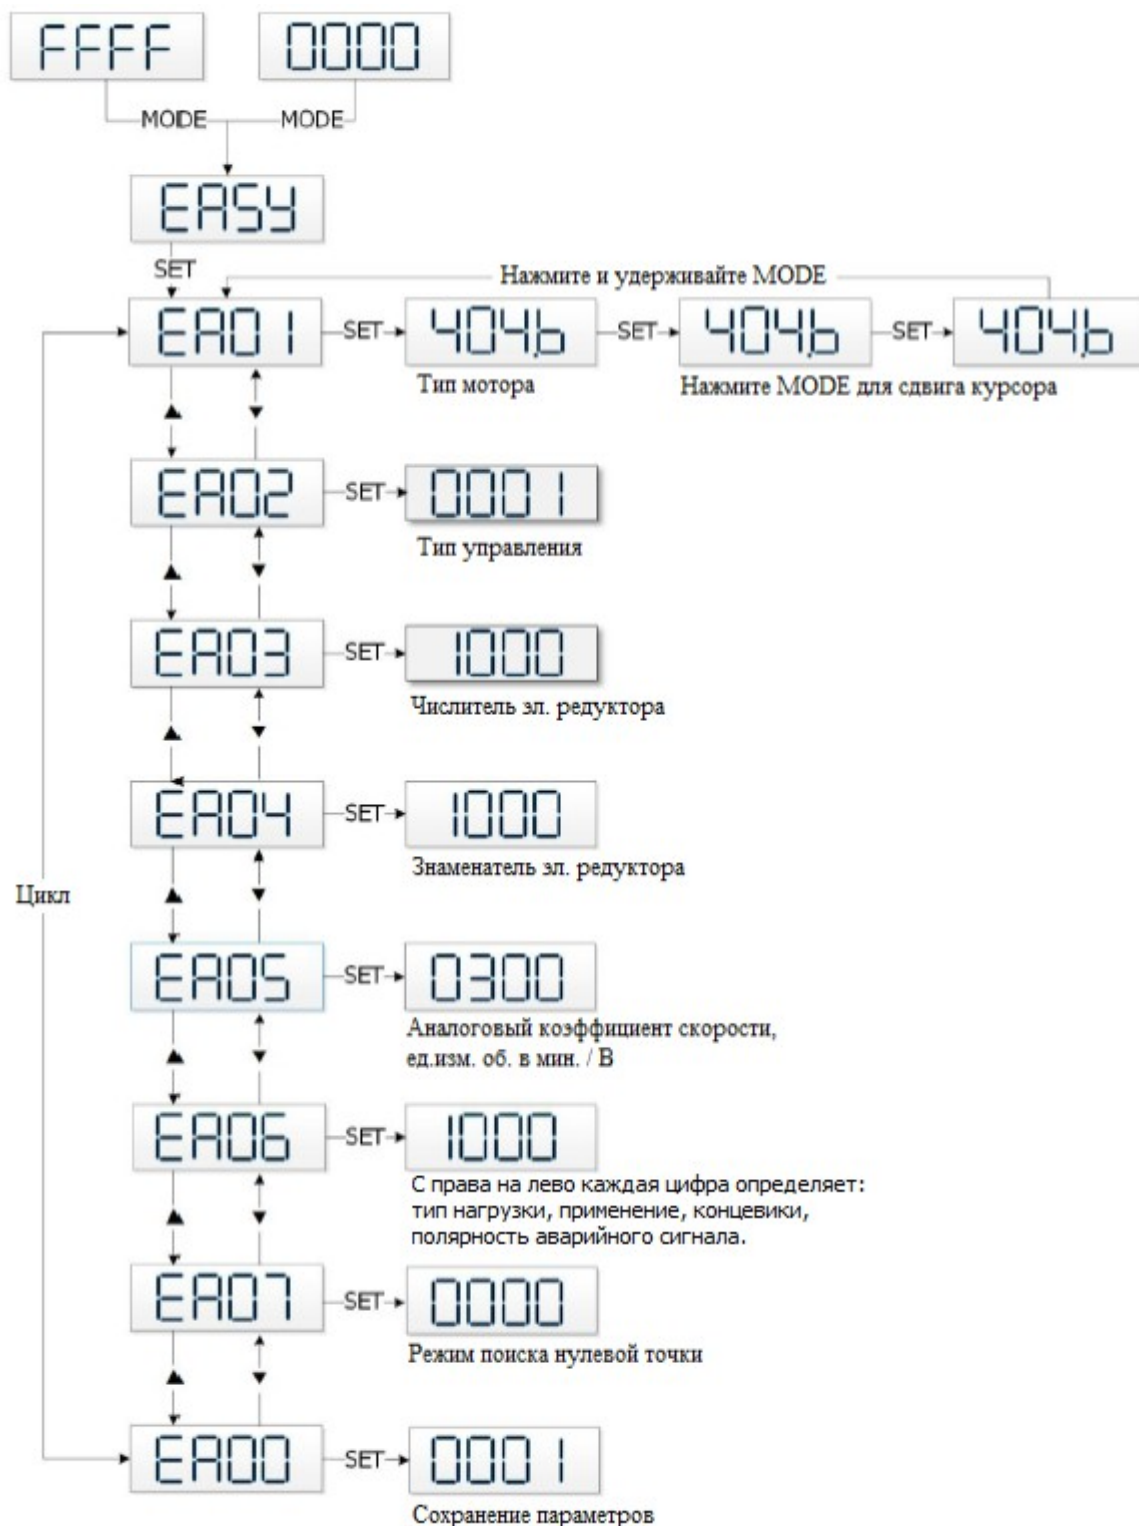 FFFF 0000
MODE MODE
EASY
SET
Нажмите и удерживайте MODE
EA01 SET 404.b SET 404.b SET 404.b
Тип мотора Нажмите MODE для сдвига курсора
EA02 SET 0001
Тип управления
EA03 SET 1000
Числитель эл. редуктора
EA04 SET 1000
Знаменатель эл. редуктора
Цикл
EA05 SET 0300
Аналоговый коэффициент скорости,
ед.изм. об. в мин. / В
EA06 SET 1000
С права на лево каждая цифра определяет:
тип нагрузки, применение, концевики,
полярность аварийного сигнала.
EA07 SET 0000
Режим поиска нулевой точки
EA00 SET 0001
Сохранение параметров